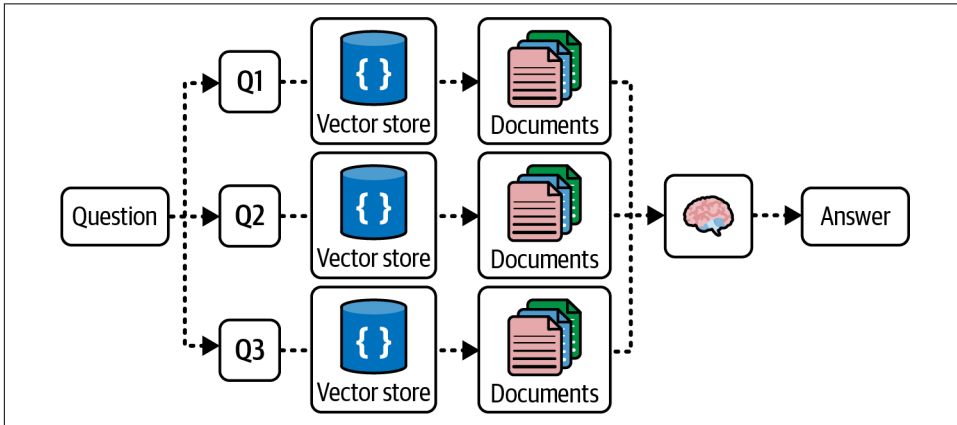 Q1
{ }
Vector store
Documents
Question
Q2
{ }
Vector store
Documents
Answer
Q3
{ }
Vector store
Documents